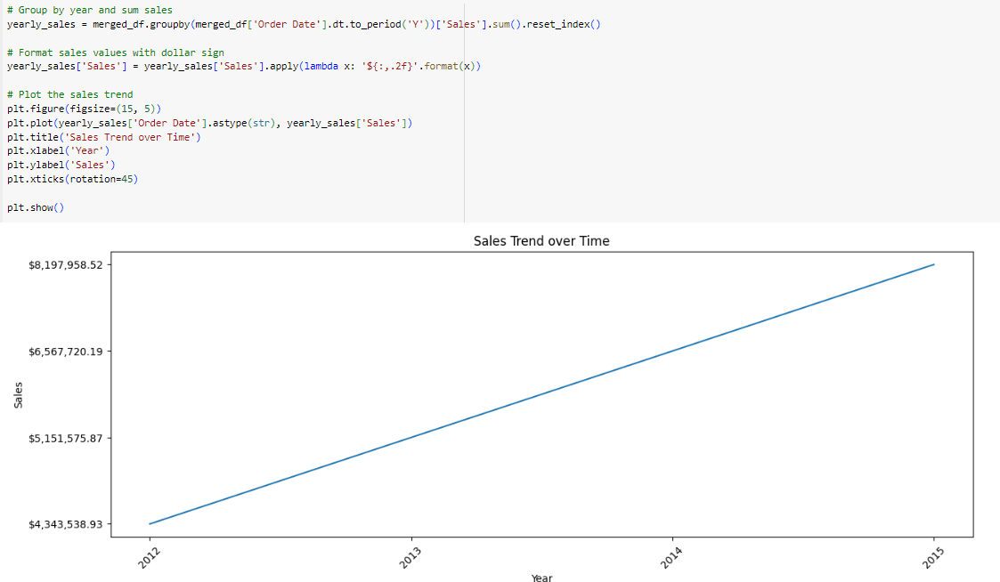 # Group by year and sum sales
yearly_sales = merged_df.groupby(merged_df['Order Date'].dt.to_period('Y'))['Sales'].sum().reset_index()
# Format sales values with dollar sign
yearly_sales['Sales'] = yearly_sales['Sales'].apply(lambda x: '${:,.2f}'.format(x))
# Plot the sales trend
plt.figure(figsize=(15, 5))
plt.plot(yearly_sales['Order Date'].astype(str), yearly_sales['Sales'])
plt.title('Sales Trend over Time')
plt.xlabel('Year')
plt.ylabel('Sales')
plt.xticks(rotation=45)
plt.show()
Sales Trend over Time
$8,197,958.52
$6,567,720.19
Sales
$5,151,575.87
$4,343,538.93
2012
2013
2014
2015
Year